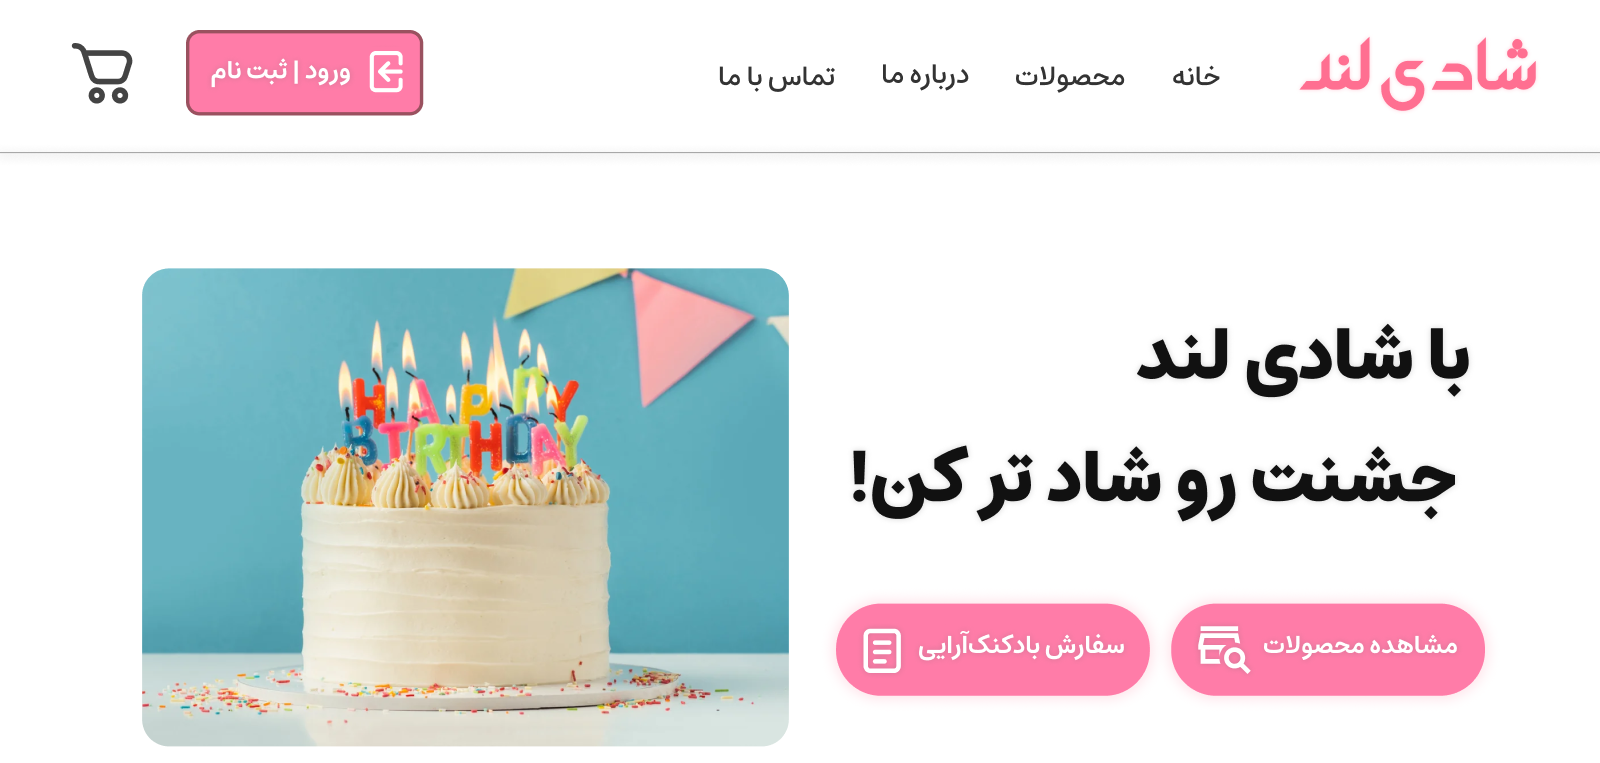 شادی لند
خانه
محصولات
درباره ما
تماس با ما
ورود | ثبت نام
با شادی لند
جشنت رو شاد تر کن!
مشاهده محصولات
سفارش بادکنک‌آرایی
HAPPY
BIRTHDAY